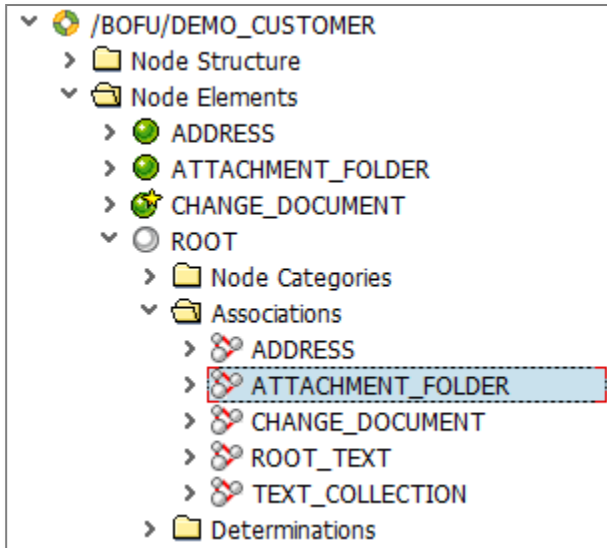 /BOFU/DEMO_CUSTOMER
Node Structure
Node Elements
ADDRESS
ATTACHMENT_FOLDER
CHANGE_DOCUMENT
ROOT
Node Categories
Associations
ADDRESS
ATTACHMENT_FOLDER
CHANGE_DOCUMENT
ROOT_TEXT
TEXT_COLLECTION
Determinations